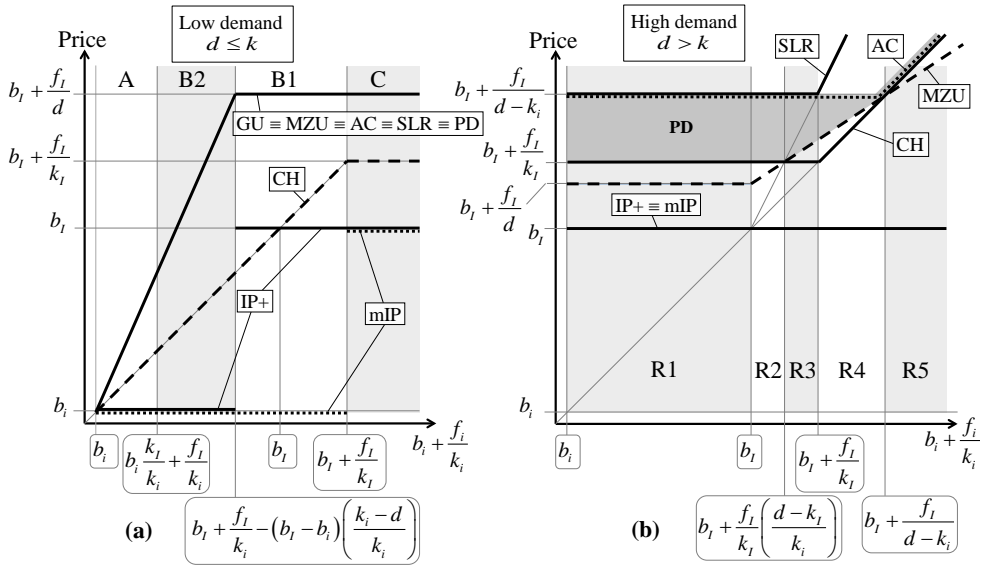 Low demand
d ≤ k
Price
A B2 B1 C
b_I + f_I/d
GU ≡ MZU ≡ AC ≡ SLR ≡ PD
b_I + f_I/k_I
CH
b_I
IP+
mIP
b_i
b_i
b_i k_I/k_i + f_I/k_i
b_I
b_I + f_I/k_I
b_i + f_i/k_i
(a)
b_I + f_I/k_i − (b_I − b_i)((k_i − d)/k_i)
High demand
d > k
Price
SLR
AC
MZU
b_I + f_I/(d − k_i)
PD
b_I + f_I/k_I
CH
b_I + f_I/d
IP+ ≡ mIP
b_I
R1 R2 R3 R4 R5
b_i
b_i
b_I
b_I + f_I/k_I
b_i + f_i/k_i
(b)
b_I + f_I/k_I((d − k_I)/k_i)
b_I + f_I/(d − k_i)